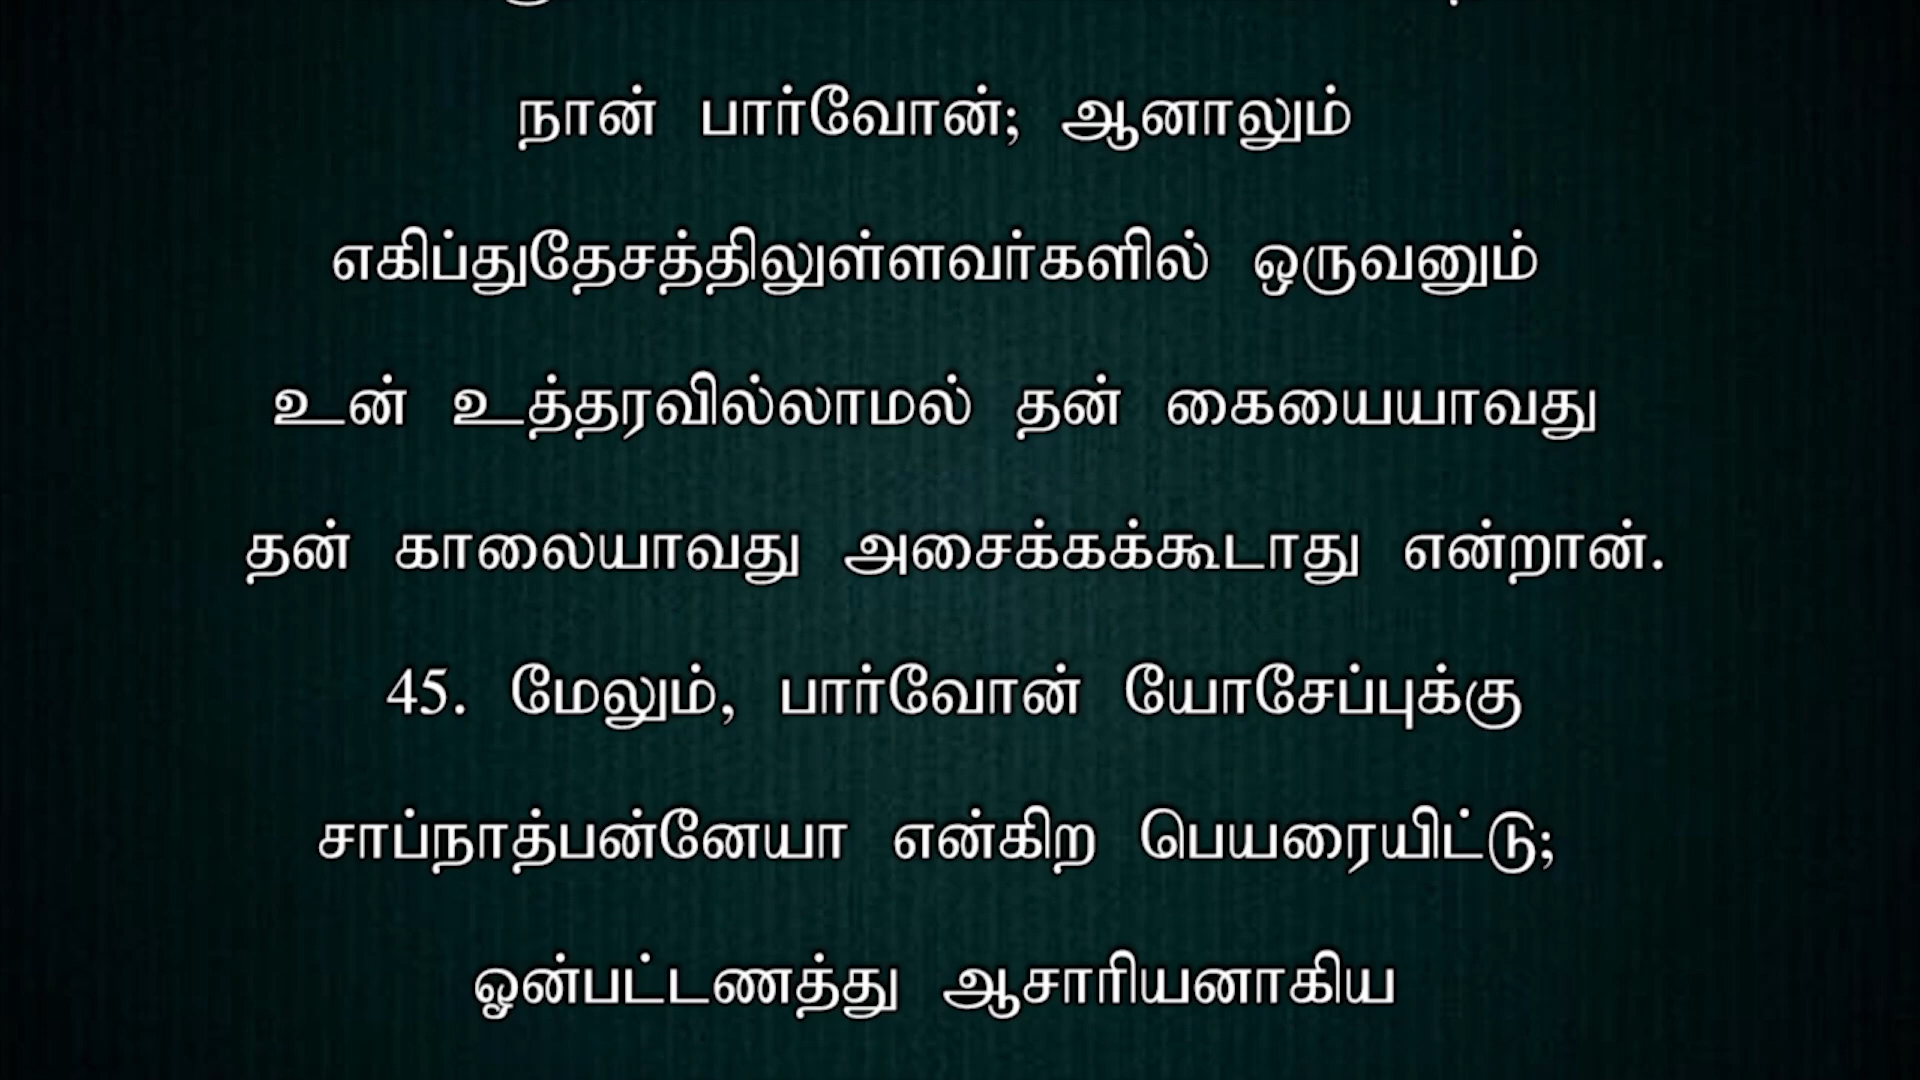 நான் பார்வோன்; ஆனாலும்
எகிப்துதேசத்திலுள்ளவர்களில் ஒருவனும்
உன் உத்தரவில்லாமல் தன் கையையாவது
தன் காலையாவது அசைக்கக்கூடாது என்றான்.
45. மேலும், பார்வோன் யோசேப்புக்கு
சாப்நாத்பன்னேயா என்கிற பெயரையிட்டு;
ஓன்பட்டணத்து ஆசாரியனாகிய